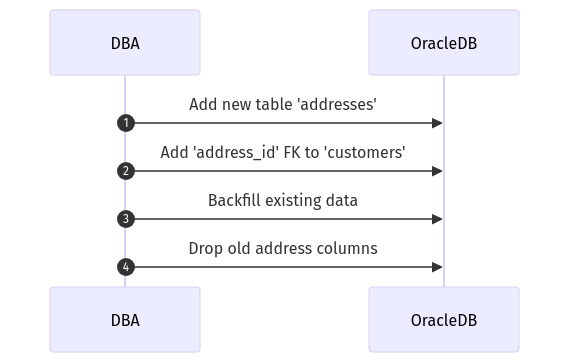 DBA OracleDB
Add new table 'addresses'
1
Add 'address_id' FK to 'customers'
2
Backfill existing data
3
Drop old address columns
4
DBA OracleDB